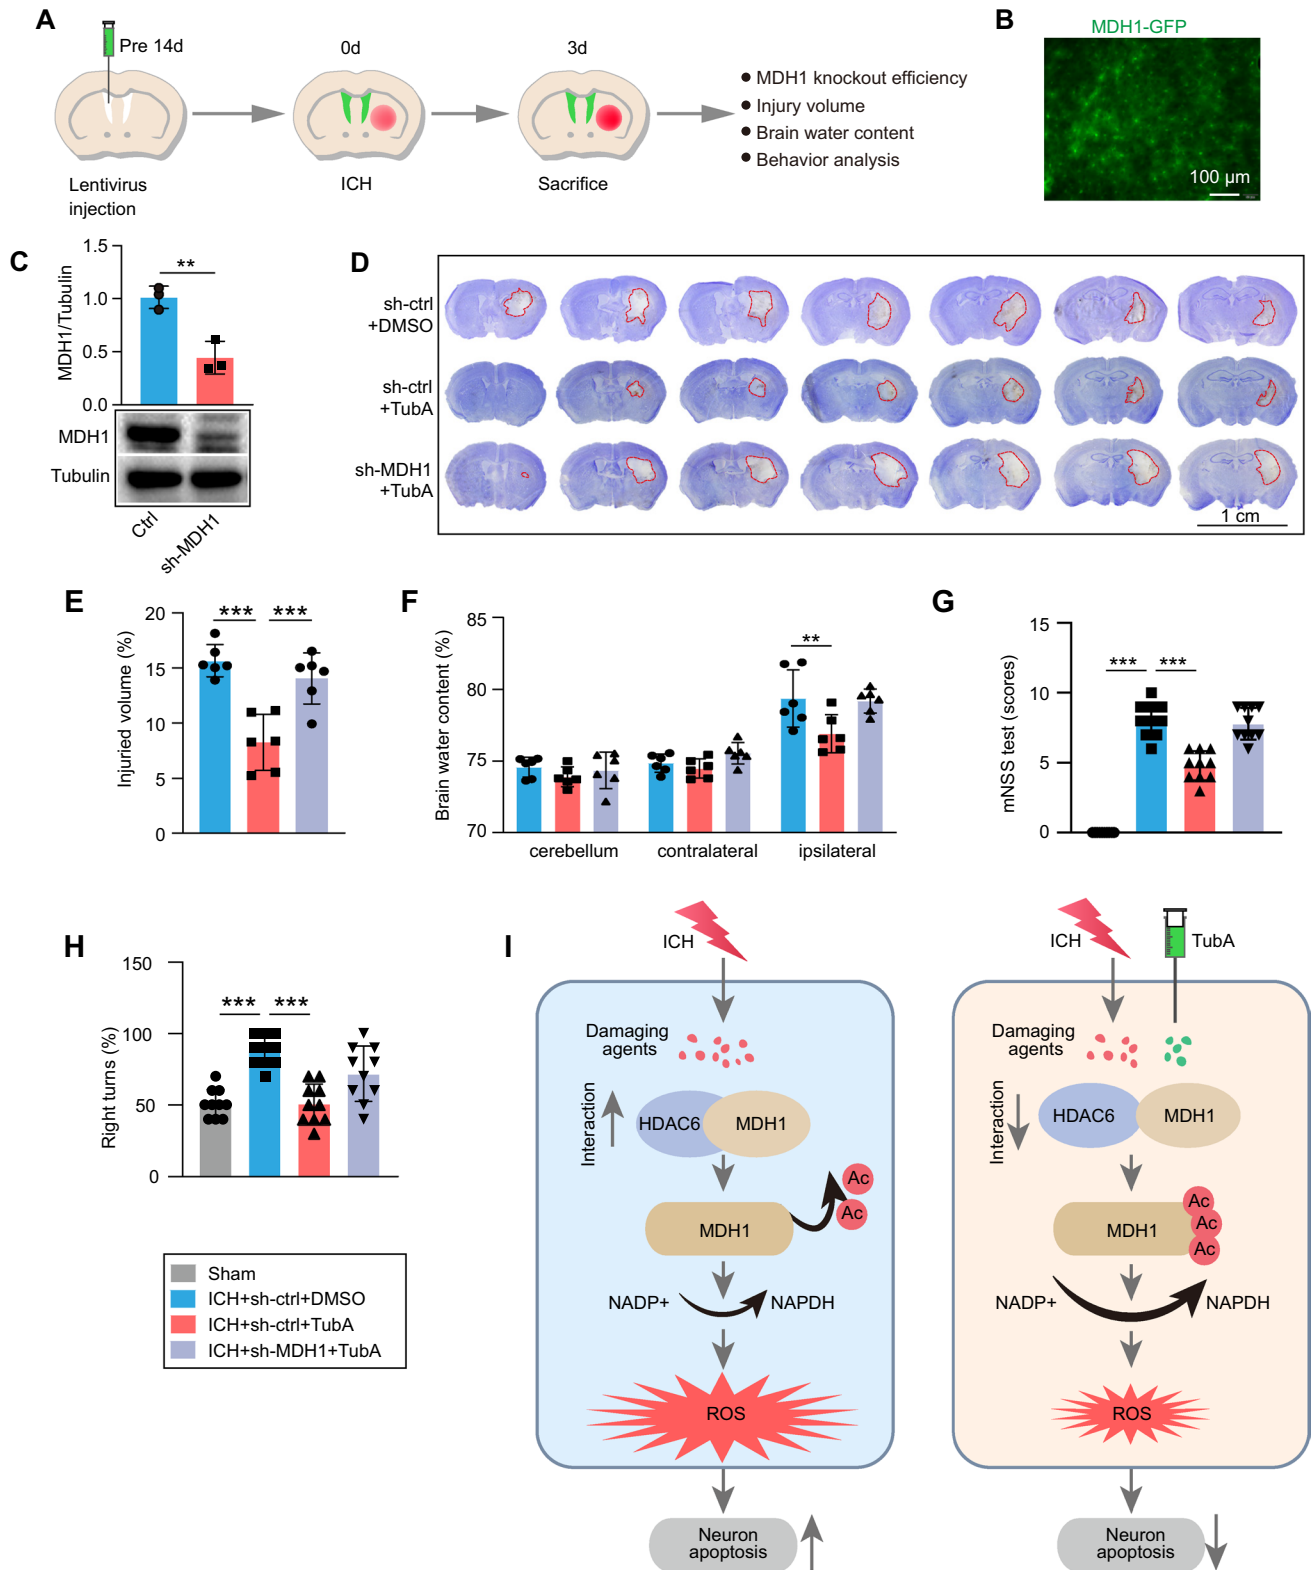 A
Pre 14d
0d
3d
Lentivirus
injection
ICH
Sacrifice
MDH1 knockout efficiency
Injury volume
Brain water content
Behavior analysis
B
MDH1-GFP
100 µm
C
MDH1/Tubulin
1.5
1.0
0.5
0.0
**
MDH1
Tubulin
Ctrl
sh-MDH1
D
sh-ctrl
+DMSO
sh-ctrl
+TubA
sh-MDH1
+TubA
1 cm
E
Injuried volume (%)
20
15
10
5
0
***
***
F
Brain water content (%)
85
80
75
70
**
cerebellum
contralateral
ipsilateral
G
mNSS test (scores)
15
10
5
0
***
***
H
Right turns (%)
150
100
50
0
***
***
Sham
ICH+sh-ctrl+DMSO
ICH+sh-ctrl+TubA
ICH+sh-MDH1+TubA
I
ICH
Damaging
agents
Interaction
HDAC6
MDH1
MDH1
Ac
Ac
NADP+
NAPDH
ROS
Neuron
apoptosis
ICH
TubA
Damaging
agents
Interaction
HDAC6
MDH1
MDH1
Ac
Ac
Ac
NADP+
NAPDH
ROS
Neuron
apoptosis